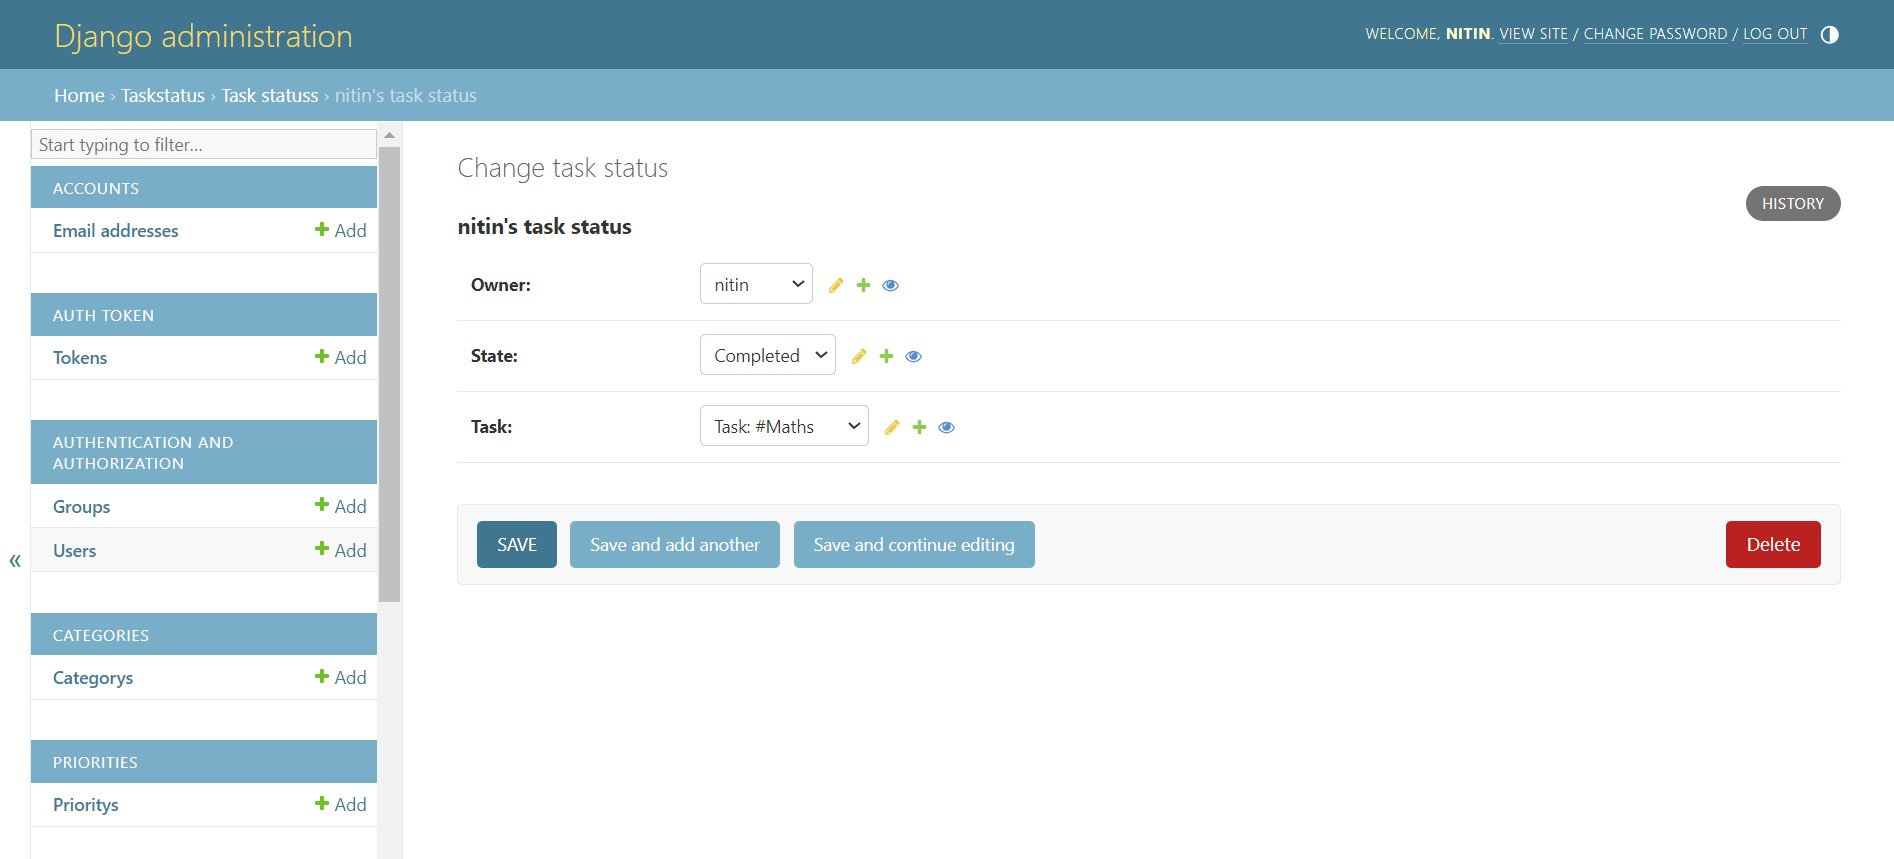 Django administration
WELCOME, NITIN. VIEW SITE / CHANGE PASSWORD / LOG OUT
Home › Taskstatus › Task statuss › nitin's task status
Start typing to filter...
ACCOUNTS
Email addresses Add
AUTH TOKEN
Tokens Add
AUTHENTICATION AND
AUTHORIZATION
Groups Add
Users Add
CATEGORIES
Categorys Add
PRIORITIES
Prioritys Add
«
Change task status
HISTORY
nitin's task status
Owner: nitin
State: Completed
Task: Task: #Maths
SAVE Save and add another Save and continue editing Delete